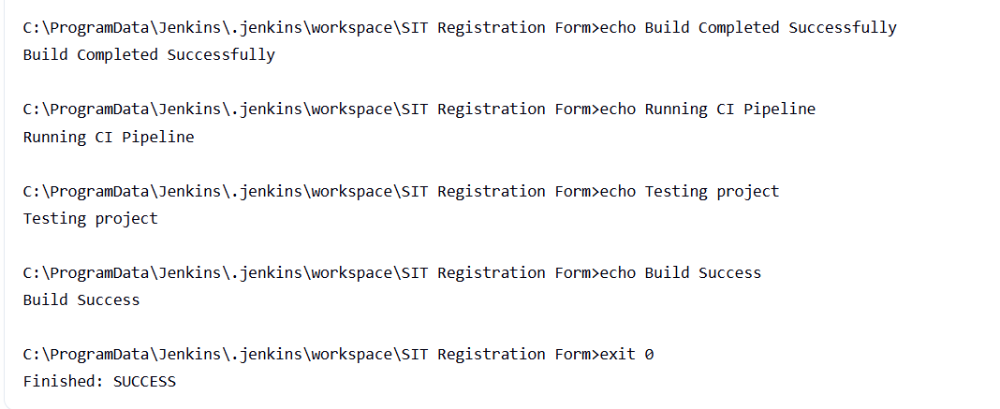 C:\ProgramData\Jenkins\.jenkins\workspace\SIT Registration Form>echo Build Completed Successfully
Build Completed Successfully
C:\ProgramData\Jenkins\.jenkins\workspace\SIT Registration Form>echo Running CI Pipeline
Running CI Pipeline
C:\ProgramData\Jenkins\.jenkins\workspace\SIT Registration Form>echo Testing project
Testing project
C:\ProgramData\Jenkins\.jenkins\workspace\SIT Registration Form>echo Build Success
Build Success
C:\ProgramData\Jenkins\.jenkins\workspace\SIT Registration Form>exit 0
Finished: SUCCESS